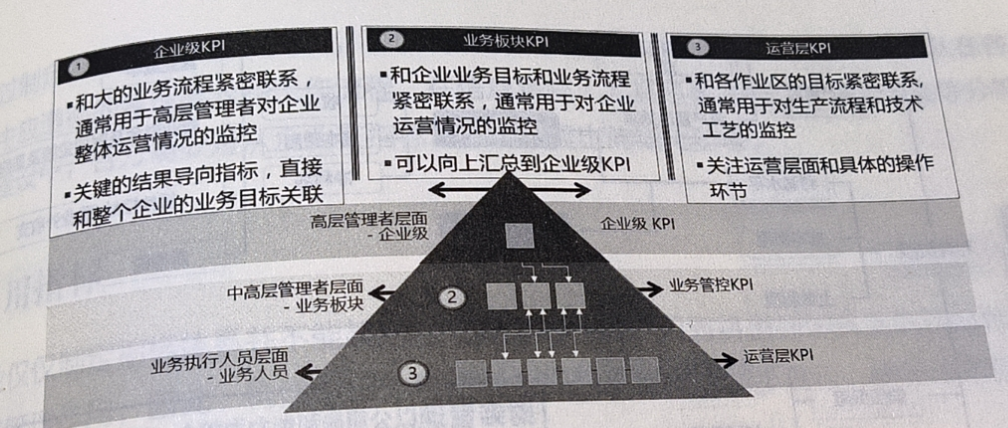 ① 企业级KPI
▪和大的业务流程紧密联系，
通常用于高层管理者对企业
整体运营情况的监控
▪关键的结果导向指标，直接
和整个企业的业务目标关联
② 业务板块KPI
▪和企业业务目标和业务流程
紧密联系，通常用于对企业
运营情况的监控
▪可以向上汇总到企业级KPI
③ 运营层KPI
▪和各作业区的目标紧密联系,
通常用于对生产流程和技术
工艺的监控
▪关注运营层面和具体的操作
环节
高层管理者层面
- 企业级
企业级 KPI
中高层管理者层面
- 业务板块
②
业务管控KPI
业务执行人员层面
- 业务人员
③
运营层KPI